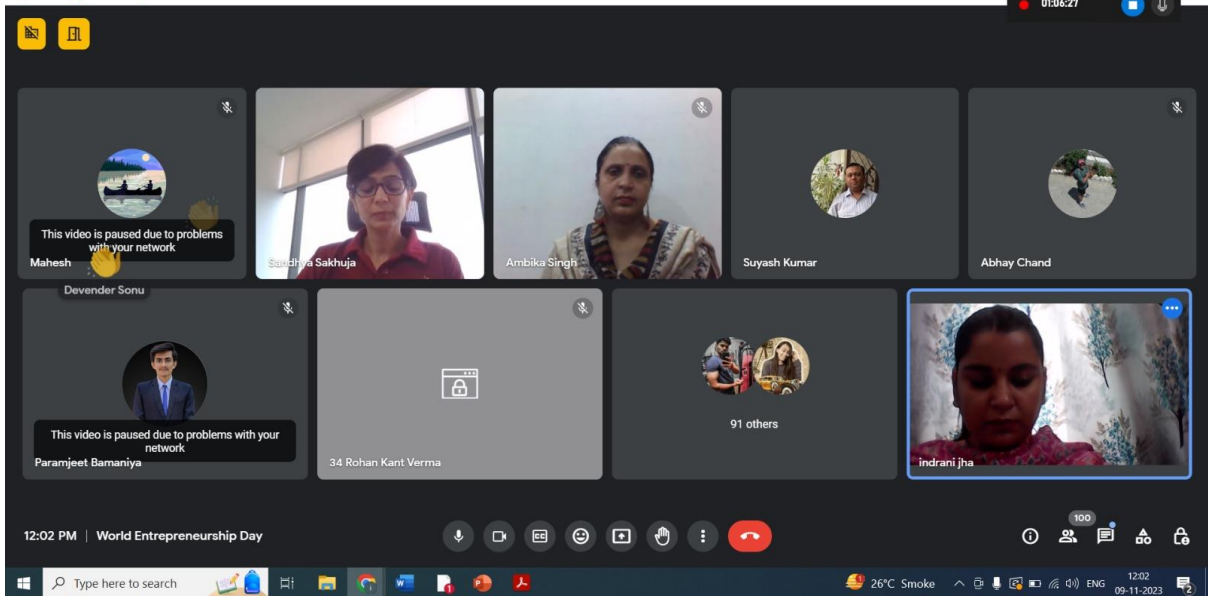 01:06:27
This video is paused due to problems
with your network
Mahesh
Devender Sonu
Sandhya Sakhuja
Ambika Singh
Suyash Kumar
Abhay Chand
This video is paused due to problems with your
network
Paramjeet Bamaniya
34 Rohan Kant Verma
91 others
indrani jha
12:02 PM | World Entrepreneurship Day
CC
100
Type here to search
26°C Smoke
ENG
12:02
09-11-2023
2